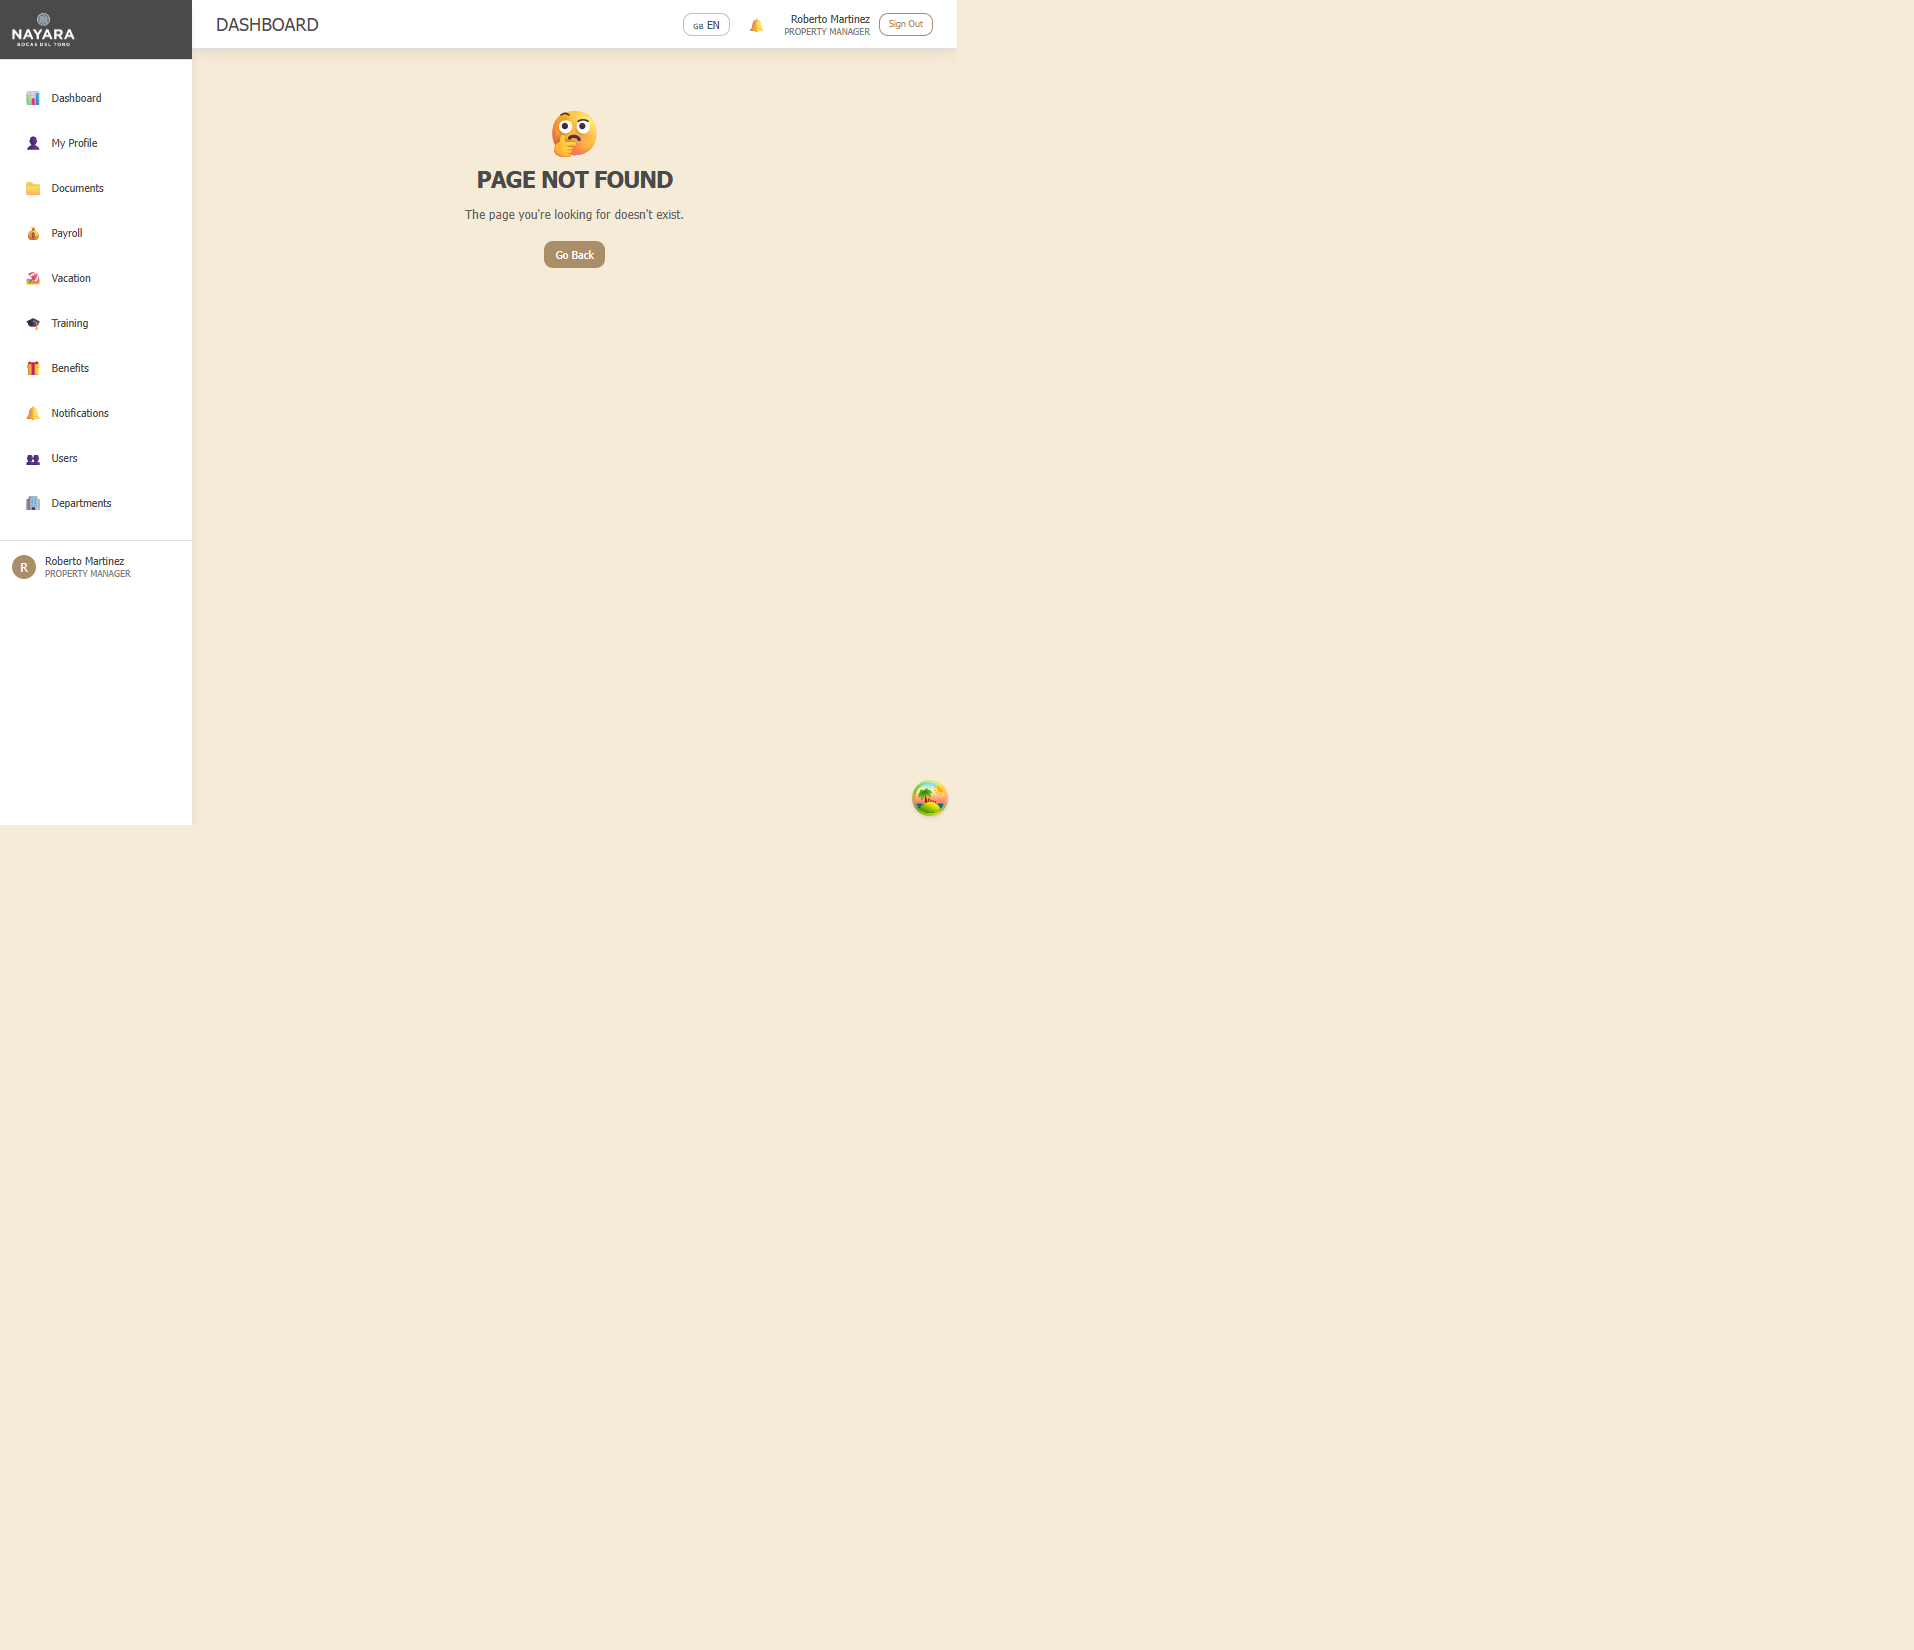 NAYARA
BOCAS DEL TORO
DASHBOARD
GB EN
Roberto Martinez
PROPERTY MANAGER
Sign Out
Dashboard
My Profile
Documents
Payroll
Vacation
Training
Benefits
Notifications
Users
Departments
R
Roberto Martinez
PROPERTY MANAGER
PAGE NOT FOUND
The page you're looking for doesn't exist.
Go Back